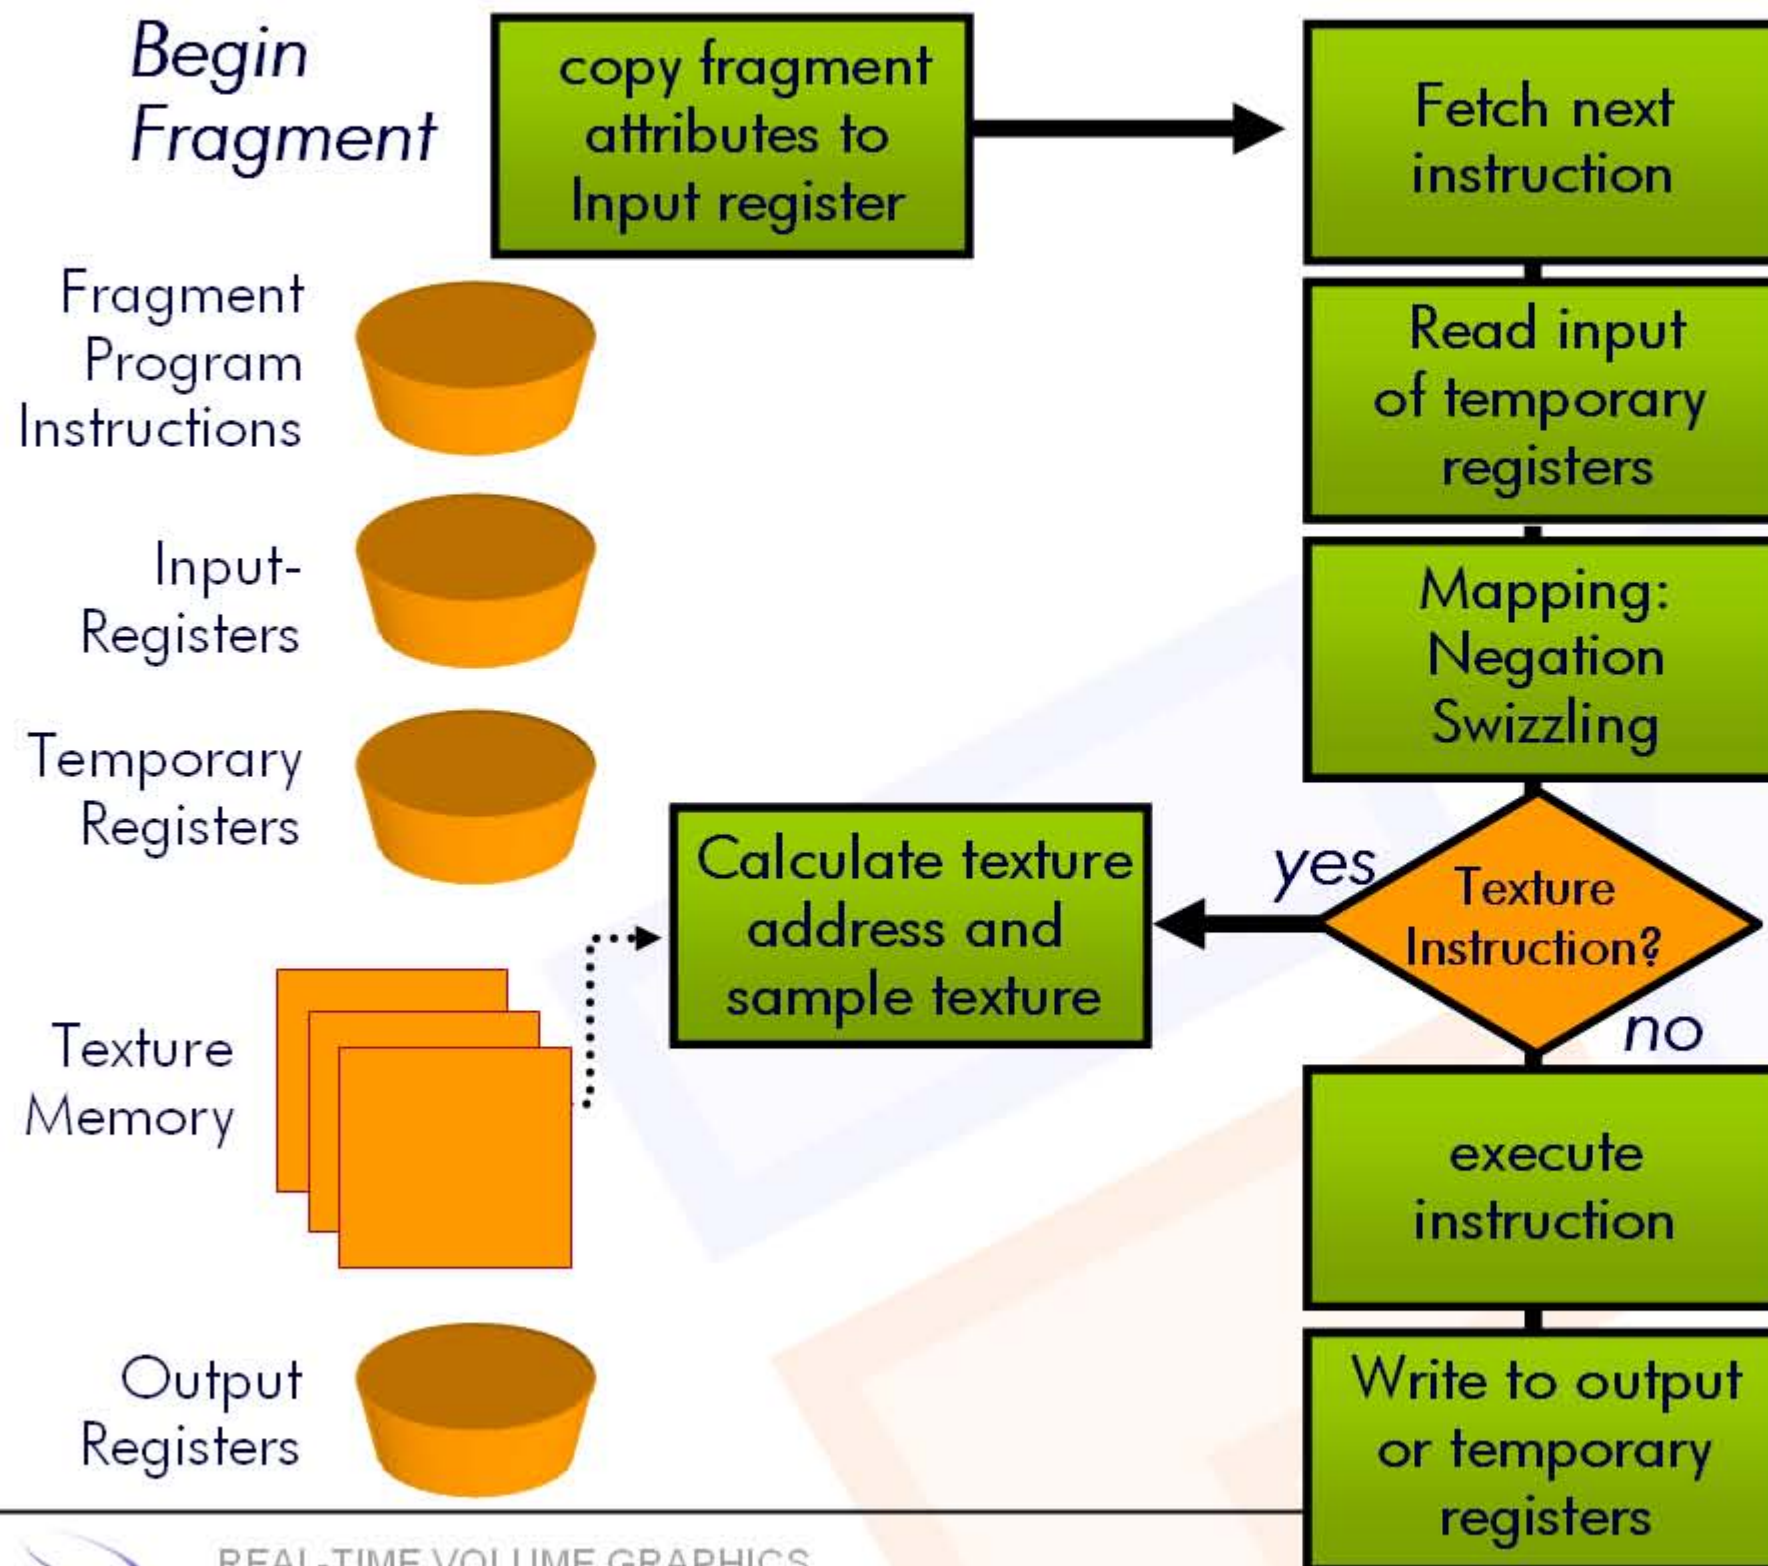 Begin
Fragment
copy fragment
attributes to
Input register
Fetch next
instruction
Fragment
Program
Instructions
Read input
of temporary
registers
Input-
Registers
Mapping:
Negation
Swizzling
Temporary
Registers
Calculate texture
address and
sample texture
yes
Texture
Instruction?
no
Texture
Memory
execute
instruction
Output
Registers
Write to output
or temporary
registers
REAL-TIME VOLUME GRAPHICS